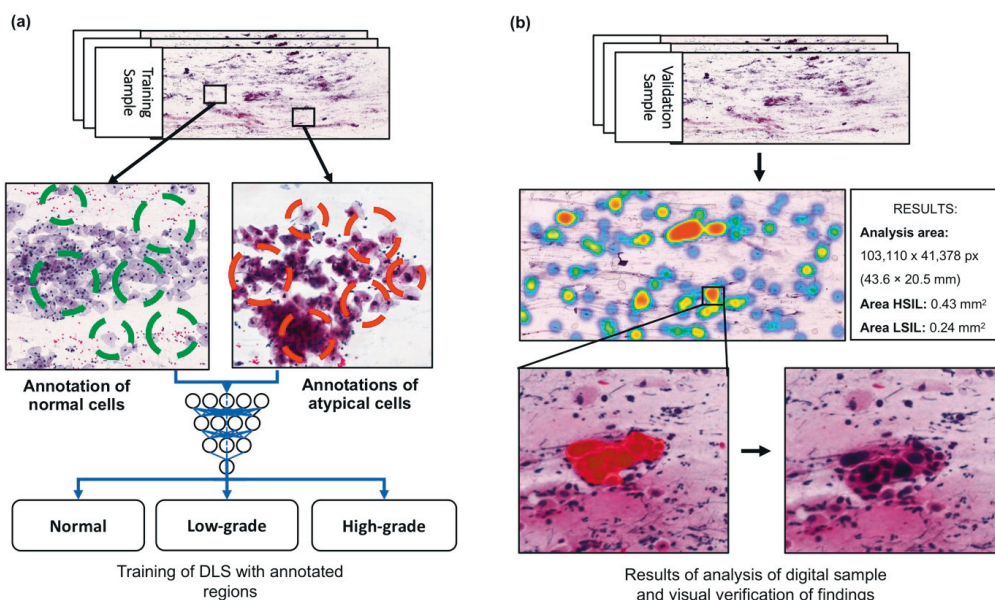 (a)
Training
Sample
Annotation of
normal cells
Annotations of
atypical cells
Normal
Low-grade
High-grade
Training of DLS with annotated
regions
(b)
Validation
Sample
RESULTS:
Analysis area:
103,110 x 41,378 px
(43.6 × 20.5 mm)
Area HSIL: 0.43 mm²
Area LSIL: 0.24 mm²
Results of analysis of digital sample
and visual verification of findings